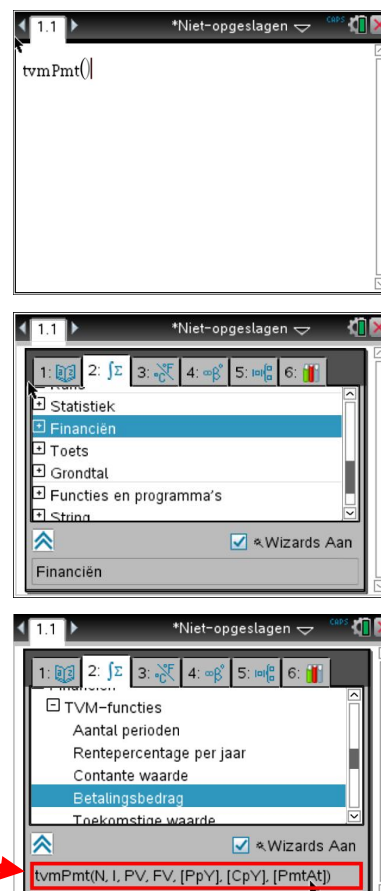 1.1 *Niet-opgeslagen CAPS
tvmPmt()
1.1 *Niet-opgeslagen
1: 2: ∫Σ 3: °F °C 4: ∞β° 5: 6:
Statistiek
Financiën
Toets
Grondtal
Functies en programma's
String
Wizards Aan
Financiën
1.1 *Niet-opgeslagen CAPS
1: 2: ∫Σ 3: °F °C 4: ∞β° 5: 6:
Financiën
TVM-functies
Aantal perioden
Rentepercentage per jaar
Contante waarde
Betalingsbedrag
Toekomstige waarde
Wizards Aan
tvmPmt(N, I, PV, FV, [PpY], [CpY], [PmtAt])